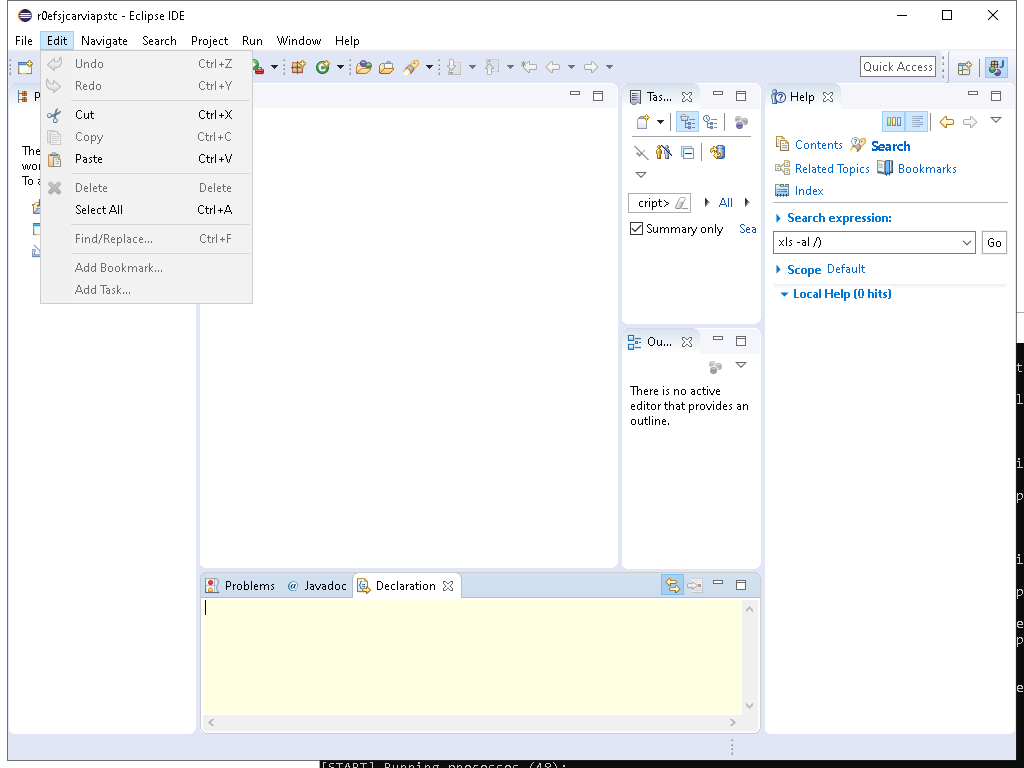 r0efsjcarviapstc - Eclipse IDE
File Edit Navigate Search Project Run Window Help
Undo Ctrl+Z
Redo Ctrl+Y
Cut Ctrl+X
Copy Ctrl+C
Paste Ctrl+V
Delete Delete
Select All Ctrl+A
Find/Replace... Ctrl+F
Add Bookmark...
Add Task...
Quick Access
P
The
wor
To a
Tas...
cript> All
Summary only Sea
Ou...
There is no active
editor that provides an
outline.
Help
Contents Search
Related Topics Bookmarks
Index
Search expression:
xls -al /) Go
Scope Default
Local Help (0 hits)
Problems @ Javadoc Declaration
[START] Running processes (48):